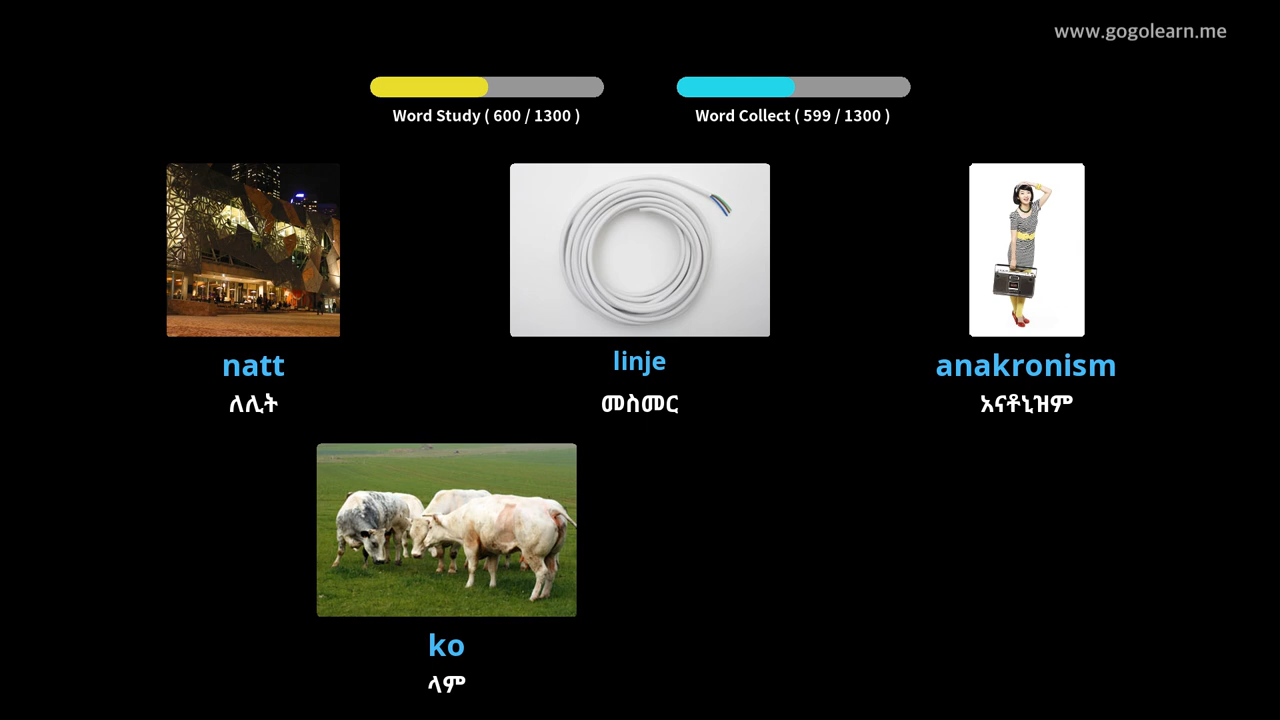 www.gogolearn.me
Word Study ( 600 / 1300 )
Word Collect ( 599 / 1300 )
natt
ለሊት
linje
መስመር
anakronism
አናቶኒዝም
ko
ላም